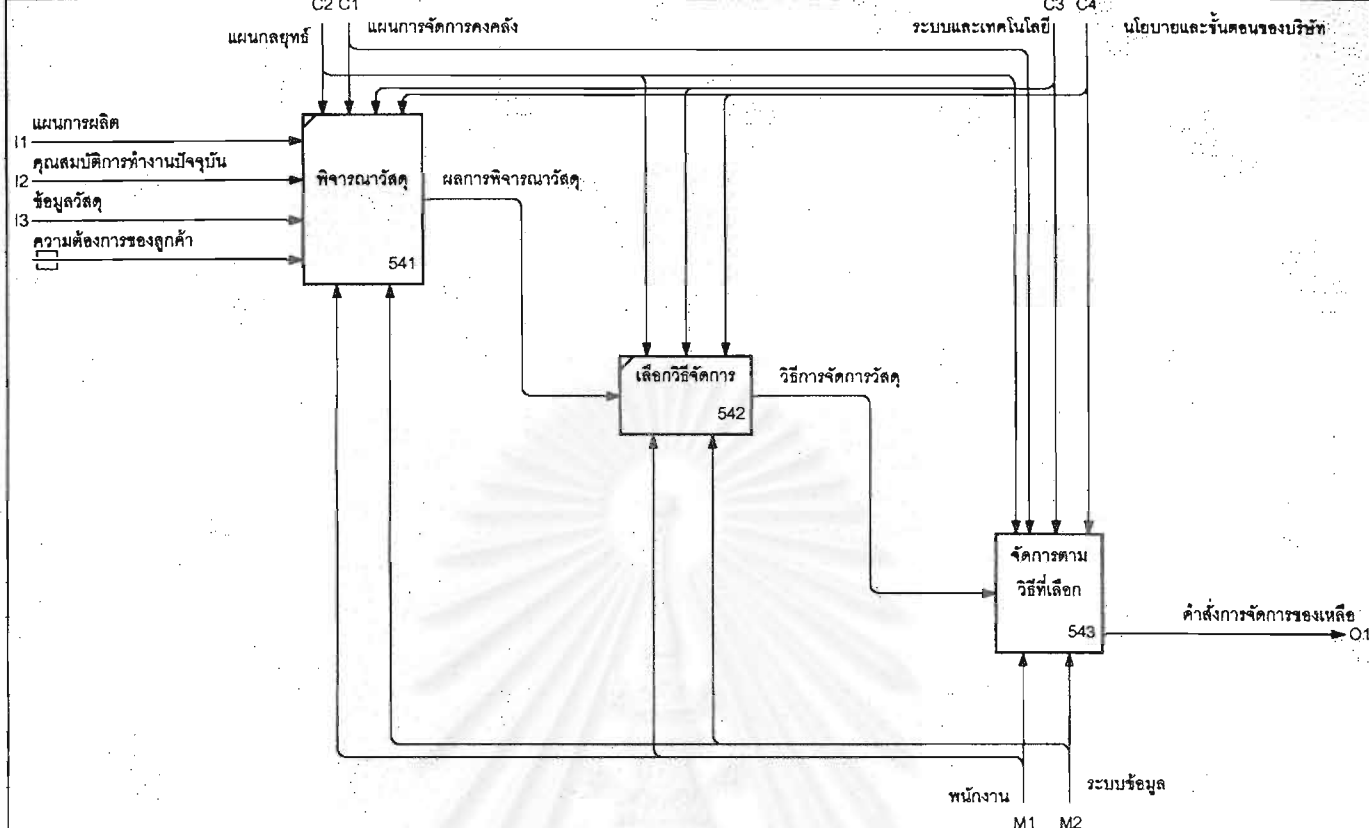 C2 C1
C3 C4
แผนกลยุทธ์
แผนการจัดการคงคลัง
ระบบและเทคโนโลยี
นโยบายและขั้นตอนของบริษัท
แผนการผลิต
I1
คุณสมบัติการทำงานปัจจุบัน
I2
ข้อมูลวัสดุ
I3
ความต้องการของลูกค้า
พิจารณาวัสดุ
541
ผลการพิจารณาวัสดุ
เลือกวิธีจัดการ
542
วิธีการจัดการวัสดุ
จัดการตาม
วิธีที่เลือก
543
คำสั่งการจัดการของเหลือ
O1
พนักงาน
ระบบข้อมูล
M1 M2